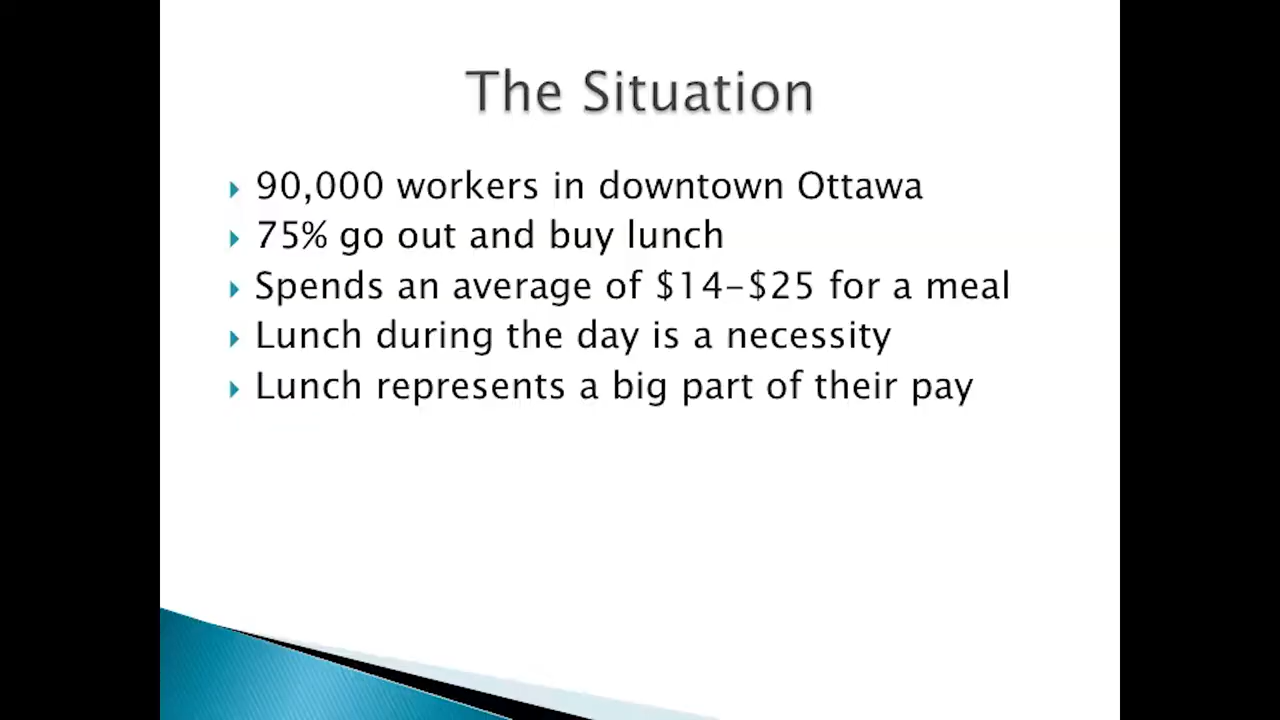 The Situation
90,000 workers in downtown Ottawa
75% go out and buy lunch
Spends an average of $14-$25 for a meal
Lunch during the day is a necessity
Lunch represents a big part of their pay